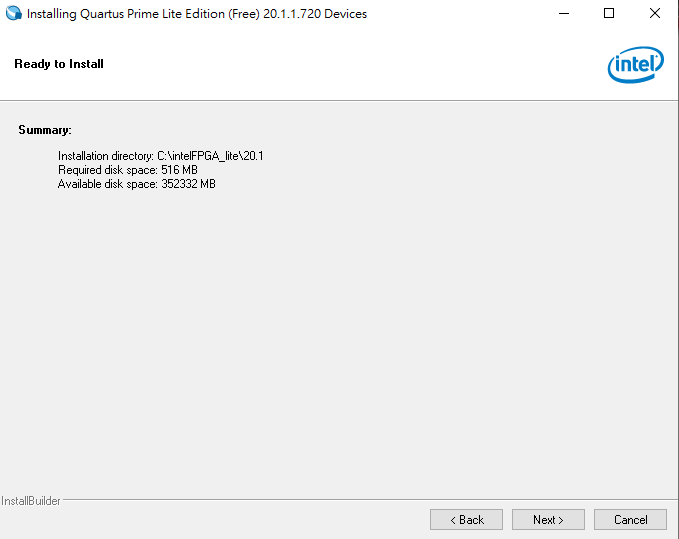 Installing Quartus Prime Lite Edition (Free) 20.1.1.720 Devices
Ready to Install
intel
Summary:
Installation directory: C:\intelFPGA_lite\20.1
Required disk space: 516 MB
Available disk space: 352332 MB
InstallBuilder
< Back
Next >
Cancel